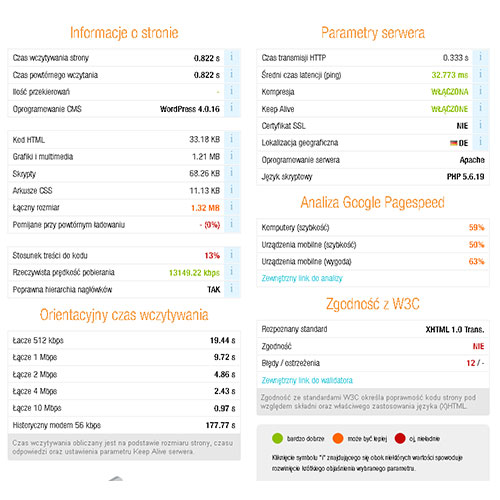 Informacje o stronie
Czas wczytywania strony 0.822 s i
Czas powtórnego wczytania 0.822 s i
Ilość przekierowań - i
Oprogramowanie CMS WordPress 4.0.16 i
Kod HTML 33.18 KB i
Grafiki i multimedia 1.21 MB i
Skrypty 68.26 KB i
Arkusze CSS 11.13 KB i
Łączny rozmiar 1.32 MB i
Pomijane przy powtórnym ładowaniu - (0%) i
Stosunek treści do kodu 13% i
Rzeczywista prędkość pobierania 13149.22 kbps i
Poprawna hierarchia nagłówków TAK i
Orientacyjny czas wczytywania
Łacze 512 kbps 19.44 s
Łącze 1 Mbps 9.72 s
Łącze 2 Mbps 4.86 s
Łącze 4 Mbps 2.43 s
Łącze 10 Mbps 0.97 s
Historyczny modem 56 kbps 177.77 s
Czas wczytywania obliczany jest na podstawie rozmiaru strony, czasu
odpowiedzi oraz ustawienia parametru Keep Alive serwera.
Parametry serwera
Czas transmisji HTTP 0.333 s
Średni czas latencji (ping) 32.773 ms i
Kompresja WŁĄCZONA i
Keep Alive WŁĄCZONE i
Certyfikat SSL NIE i
Lokalizacja geograficzna DE i
Oprogramowanie serwera Apache
Język skryptowy PHP 5.6.19
Analiza Google Pagespeed
Komputery (szybkość) 59%
Urządzenia mobilne (szybkość) 50%
Urządzenia mobilne (wygoda) 63%
Zewnętrzny link do analizy
Zgodność z W3C
Rozpoznany standard XHTML 1.0 Trans.
Zgodność NIE
Błędy / ostrzeżenia 12 / -
Zewnętrzny link do walidatora
Zgodność ze standardami W3C określa poprawność kodu strony pod
względem składni oraz właściwego zastosowania języka (X)HTML.
bardzo dobrze może być lepiej oj, nieładnie
Kliknięcie symbolu "i" znajdującego się obok niektórych wartości spowoduje
rozwinięcie krótkiego objaśnienia wybranego parametru.